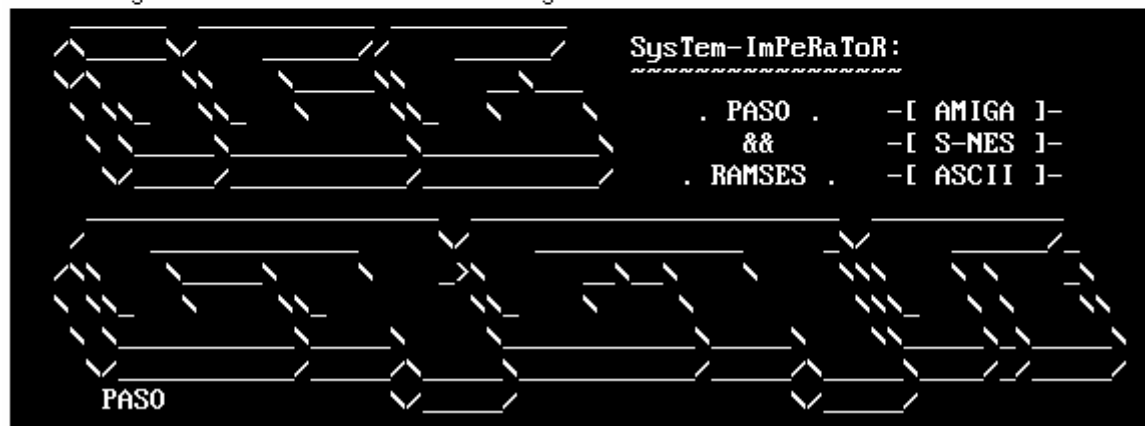 SysTem-ImPeRaToR:
. PASO . -[ AMIGA ]-
&& -[ S-NES ]-
. RAMSES . -[ ASCII ]-
PASO